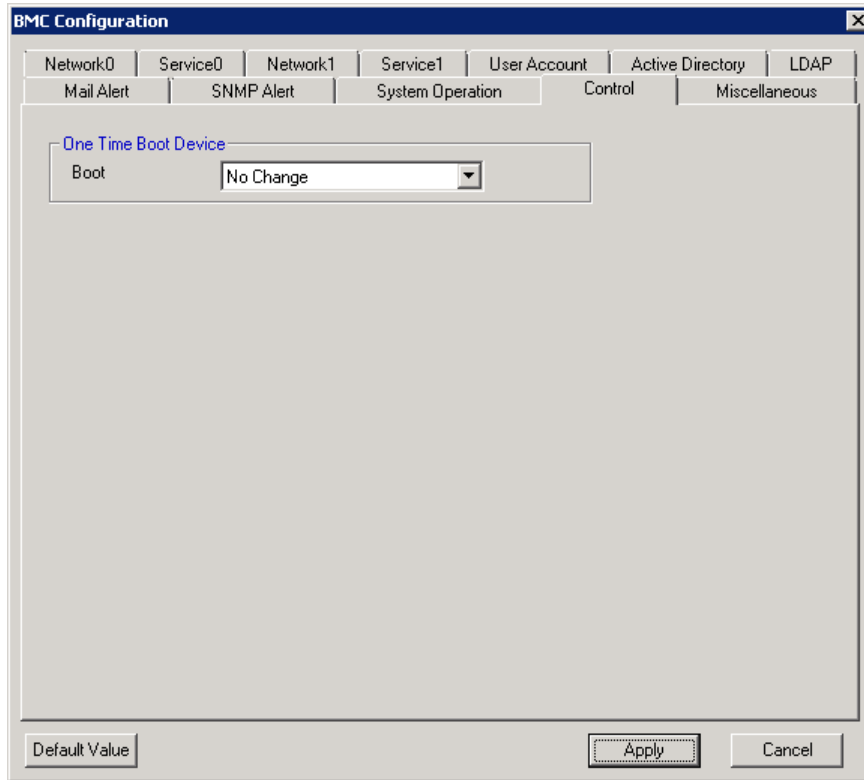 BMC Configuration
Network0 Service0 Network1 Service1 User Account Active Directory LDAP
Mail Alert SNMP Alert System Operation Control Miscellaneous
One Time Boot Device
Boot No Change
Default Value Apply Cancel